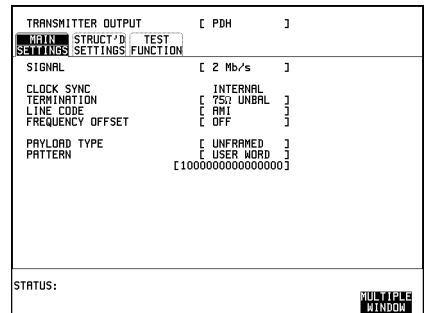 TRANSMITTER OUTPUT [ PDH ]
MAIN SETTINGS STRUCT'D SETTINGS TEST FUNCTION
SIGNAL [ 2 Mb/s ]
CLOCK SYNC INTERNAL
TERMINATION [ 75Ω UNBAL ]
LINE CODE [ AMI ]
FREQUENCY OFFSET [ OFF ]
PAYLOAD TYPE [ UNFRAMED ]
PATTERN [ USER WORD ]
[1000000000000000]
STATUS:
MULTIPLE
WINDOW